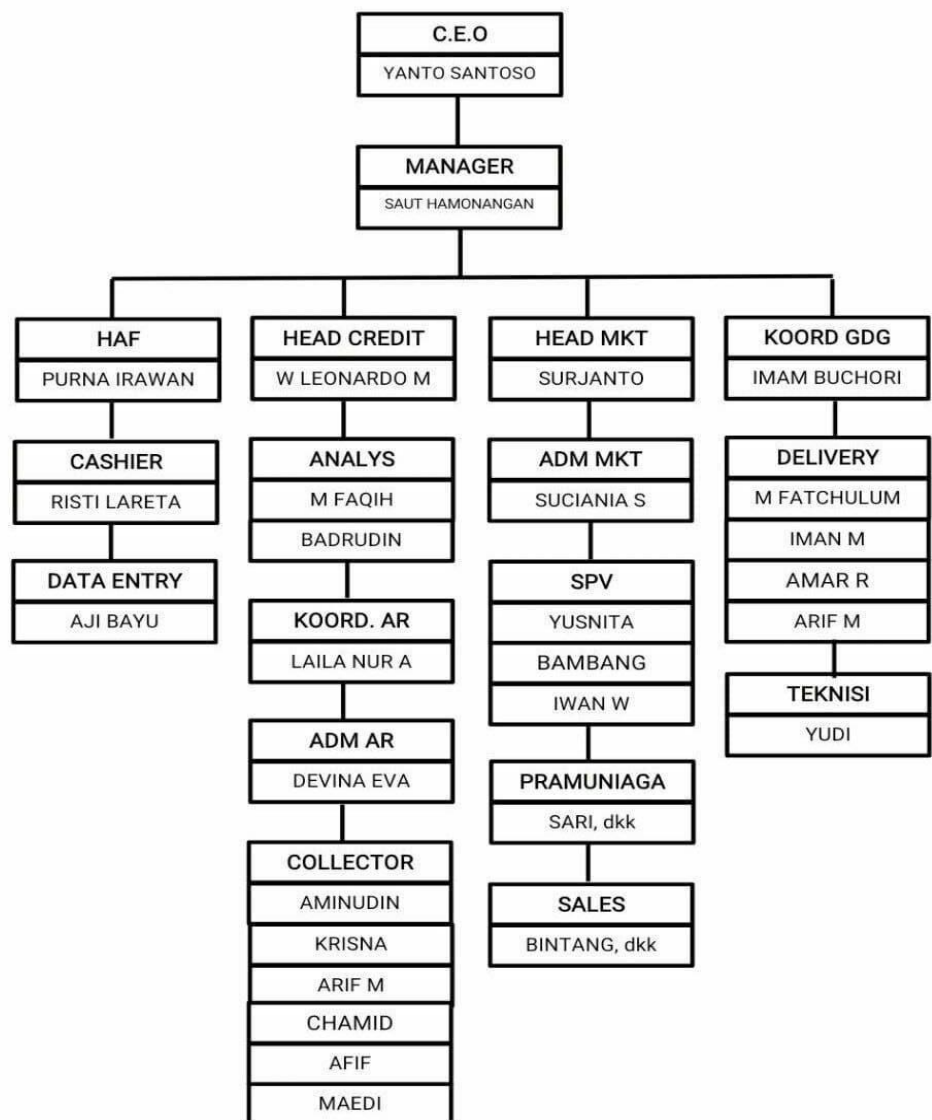 C.E.O
YANTO SANTOSO
MANAGER
SAUT HAMONANGAN
HAF
PURNA IRAWAN
CASHIER
RISTI LARETA
DATA ENTRY
AJI BAYU
HEAD CREDIT
W LEONARDO M
ANALYS
M FAQIH
BADRUDIN
KOORD. AR
LAILA NUR A
ADM AR
DEVINA EVA
COLLECTOR
AMINUDIN
KRISNA
ARIF M
CHAMID
AFIF
MAEDI
HEAD MKT
SURJANTO
ADM MKT
SUCIANIA S
SPV
YUSNITA
BAMBANG
IWAN W
PRAMUNIAGA
SARI, dkk
SALES
BINTANG, dkk
KOORD GDG
IMAM BUCHORI
DELIVERY
M FATCHULUM
IMAN M
AMAR R
ARIF M
TEKNISI
YUDI